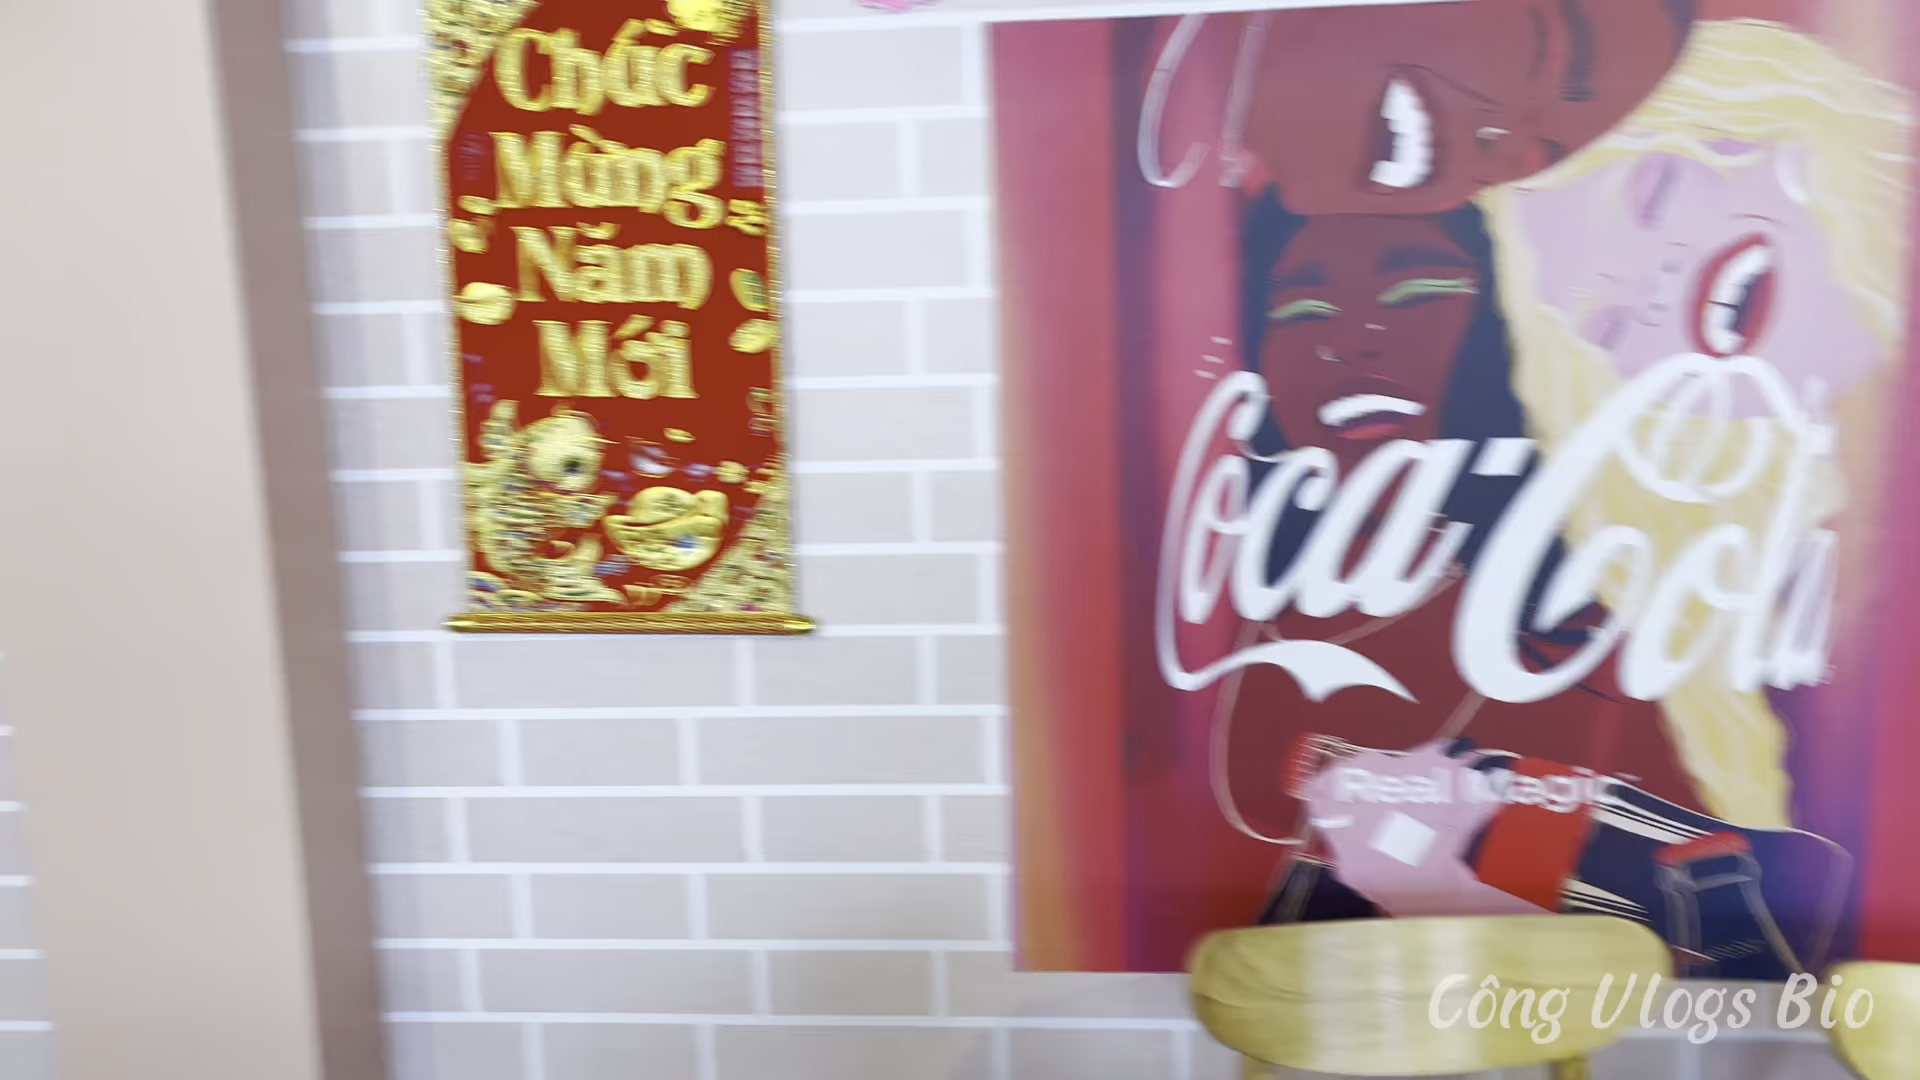 Chúc
Mừng
Năm
Mới
Coca-Cola
Real Magic
Công Vlogs Bio